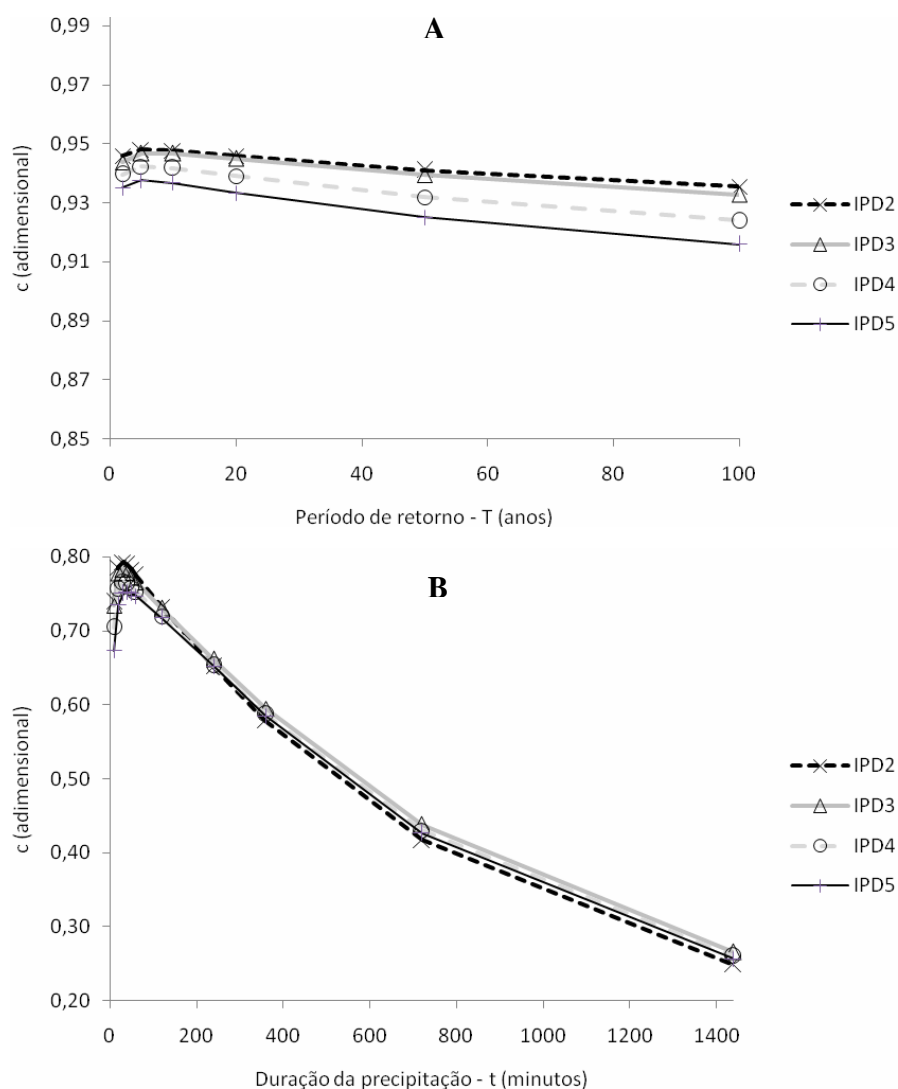 A
0,99
0,97
0,95
0,93
0,91
0,89
0,87
0,85
c (adimensional)
0 20 40 60 80 100
Período de retorno - T (anos)
IPD2
IPD3
IPD4
IPD5
B
0,80
0,70
0,60
0,50
0,40
0,30
0,20
c (adimensional)
0 200 400 600 800 1000 1200 1400
Duração da precipitação - t (minutos)
IPD2
IPD3
IPD4
IPD5